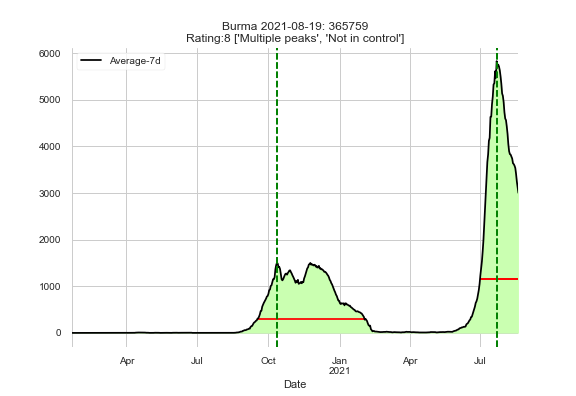 Burma 2021-08-19: 365759
Rating:8 ['Multiple peaks', 'Not in control']
Average-7d
6000
5000
4000
3000
2000
1000
0
Apr Jul Oct Jan Apr Jul
2021
Date